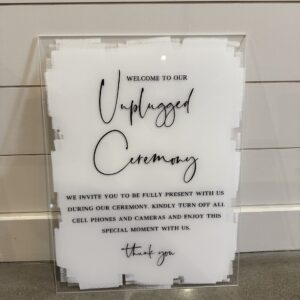 WELCOME TO OUR
Unplugged
Ceremony
WE INVITE YOU TO BE FULLY PRESENT WITH US
DURING OUR CEREMONY. KINDLY TURN OFF ALL
CELL PHONES AND CAMERAS AND ENJOY THIS
SPECIAL MOMENT WITH US.
thank you